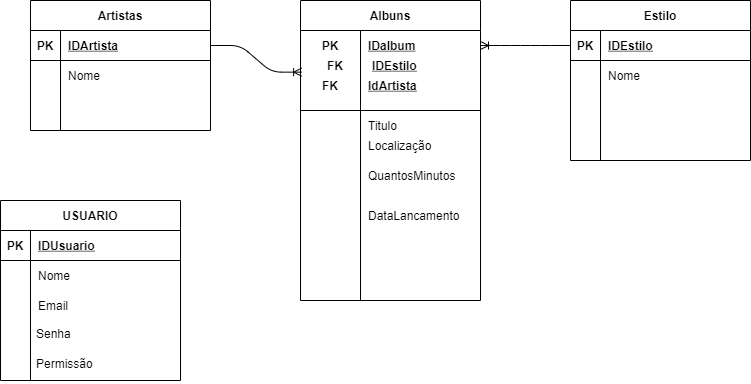 Artistas
PK IDArtista
Nome
Albuns
PK IDalbum
FK IDEstilo
FK IdArtista
Titulo
Localização
QuantosMinutos
DataLancamento
Estilo
PK IDEstilo
Nome
USUARIO
PK IDUsuario
Nome
Email
Senha
Permissão